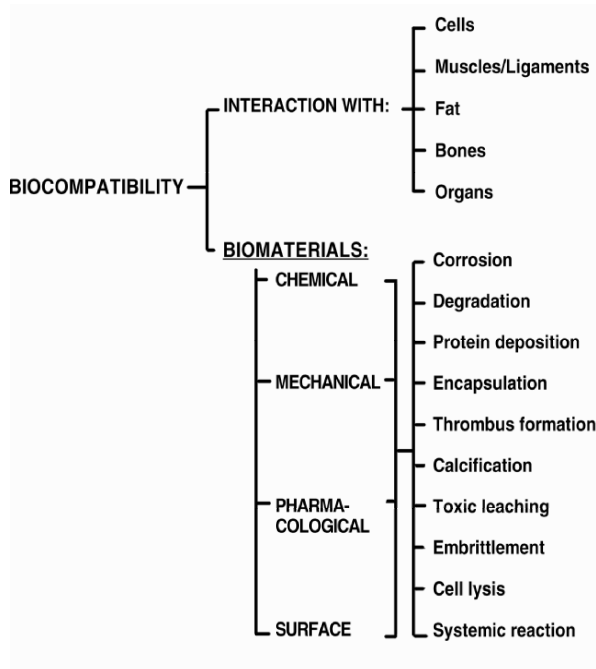 BIOCOMPATIBILITY
INTERACTION WITH:
Cells
Muscles/Ligaments
Fat
Bones
Organs
BIOMATERIALS:
CHEMICAL
MECHANICAL
PHARMA-
COLOGICAL
SURFACE
Corrosion
Degradation
Protein deposition
Encapsulation
Thrombus formation
Calcification
Toxic leaching
Embrittlement
Cell lysis
Systemic reaction